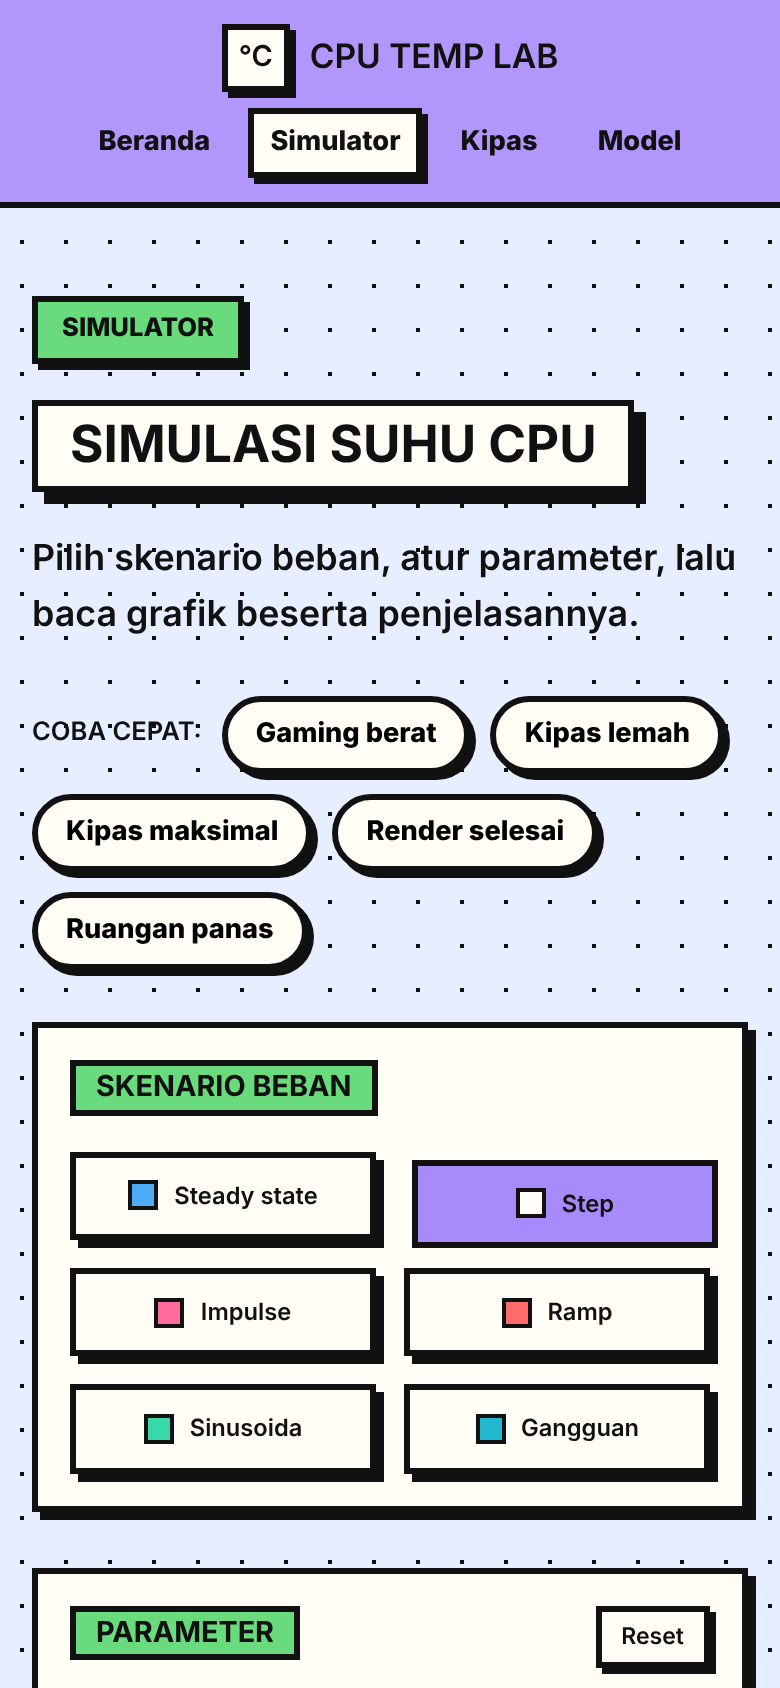 °C CPU TEMP LAB
Beranda Simulator Kipas Model
SIMULATOR
SIMULASI SUHU CPU
Pilih skenario beban, atur parameter, lalu
baca grafik beserta penjelasannya.
COBA CEPAT: Gaming berat Kipas lemah
Kipas maksimal Render selesai
Ruangan panas
SKENARIO BEBAN
Steady state Step
Impulse Ramp
Sinusoida Gangguan
PARAMETER Reset